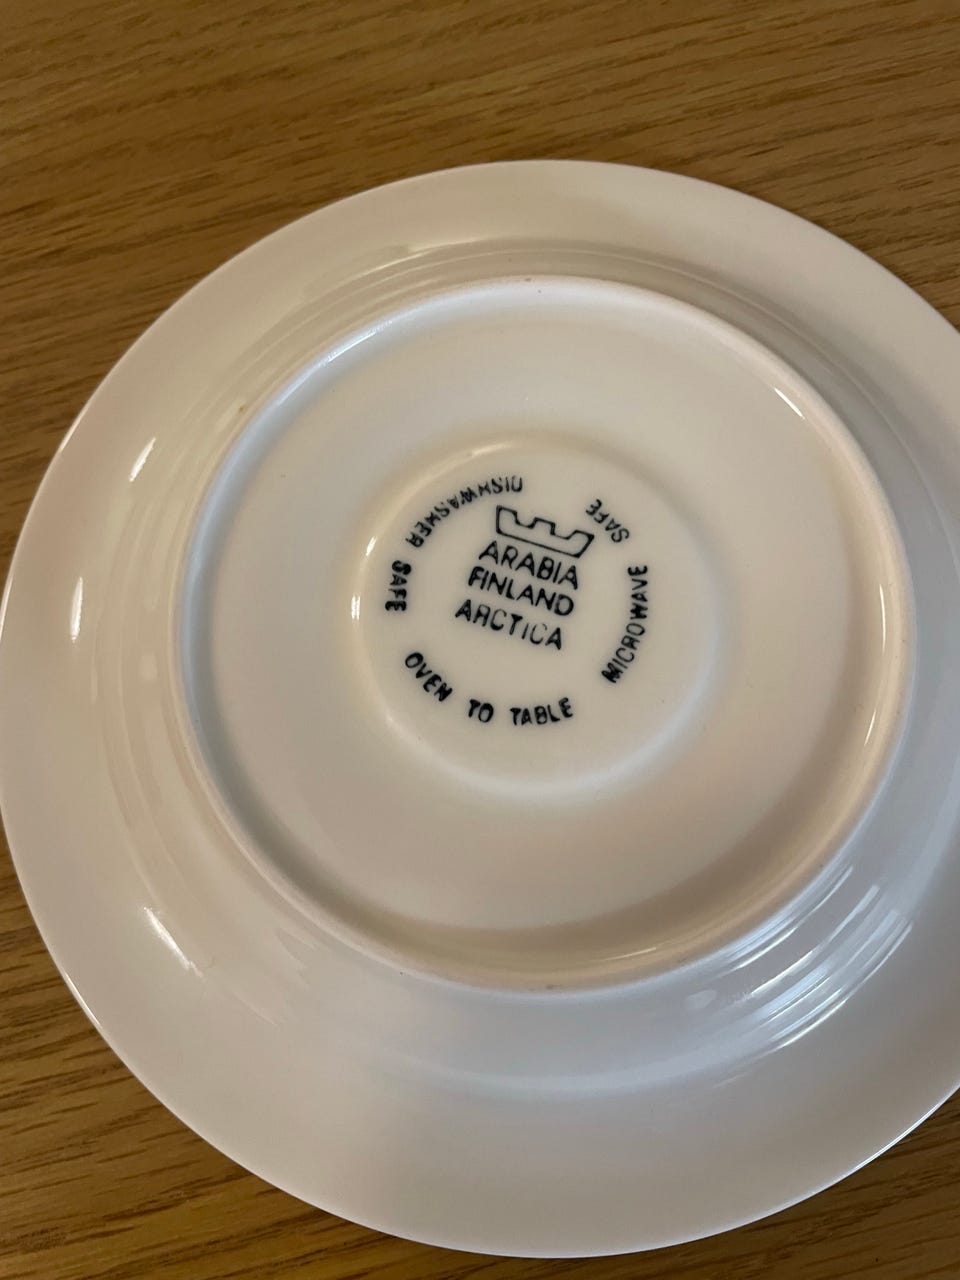 ARABIA
FINLAND
ARCTICA
DISHWASHER SAFE
MICROWAVE SAFE
OVEN TO TABLE